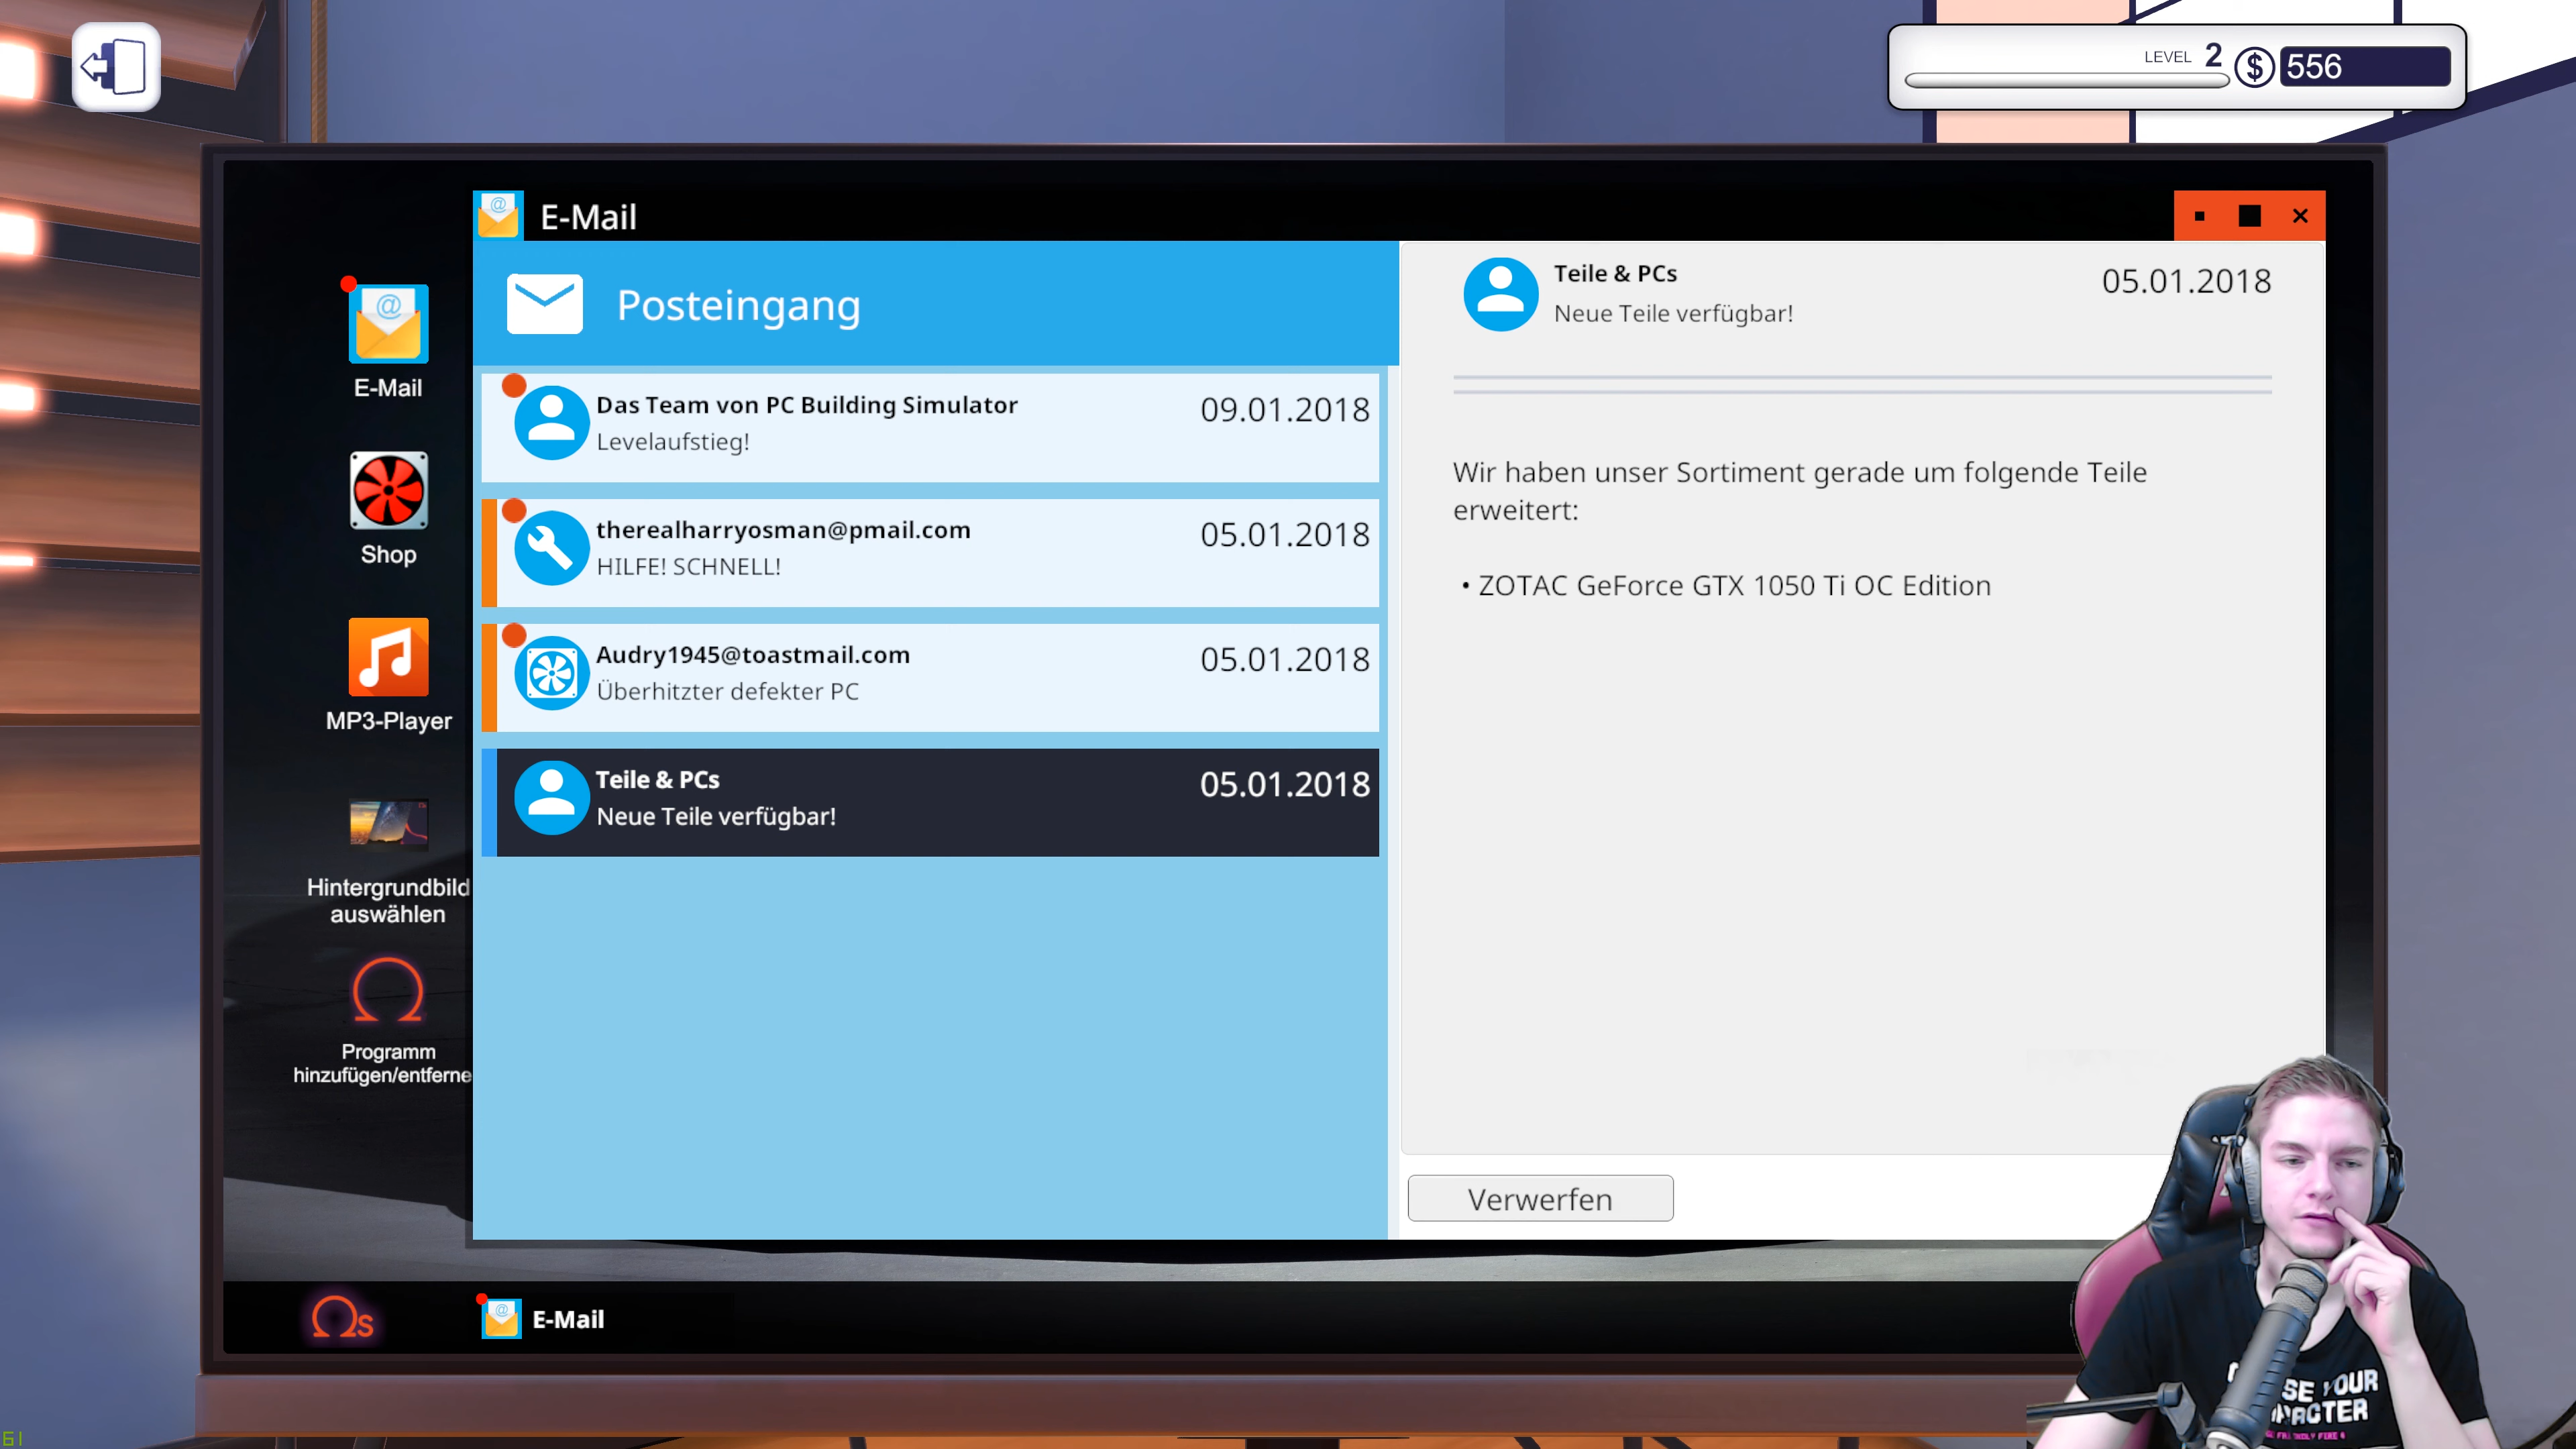 LEVEL 2 $ 556
E-Mail
Posteingang
Das Team von PC Building Simulator 09.01.2018
Levelaufstieg!
therealharryosman@pmail.com 05.01.2018
HILFE! SCHNELL!
Audry1945@toastmail.com 05.01.2018
Überhitzter defekter PC
Teile & PCs 05.01.2018
Neue Teile verfügbar!
Teile & PCs 05.01.2018
Neue Teile verfügbar!
Wir haben unser Sortiment gerade um folgende Teile
erweitert:
• ZOTAC GeForce GTX 1050 Ti OC Edition
Verwerfen
E-Mail
Shop
MP3-Player
Hintergrundbild
auswählen
Programm
hinzufügen/entferne
Ωs
E-Mail
YOUR
61